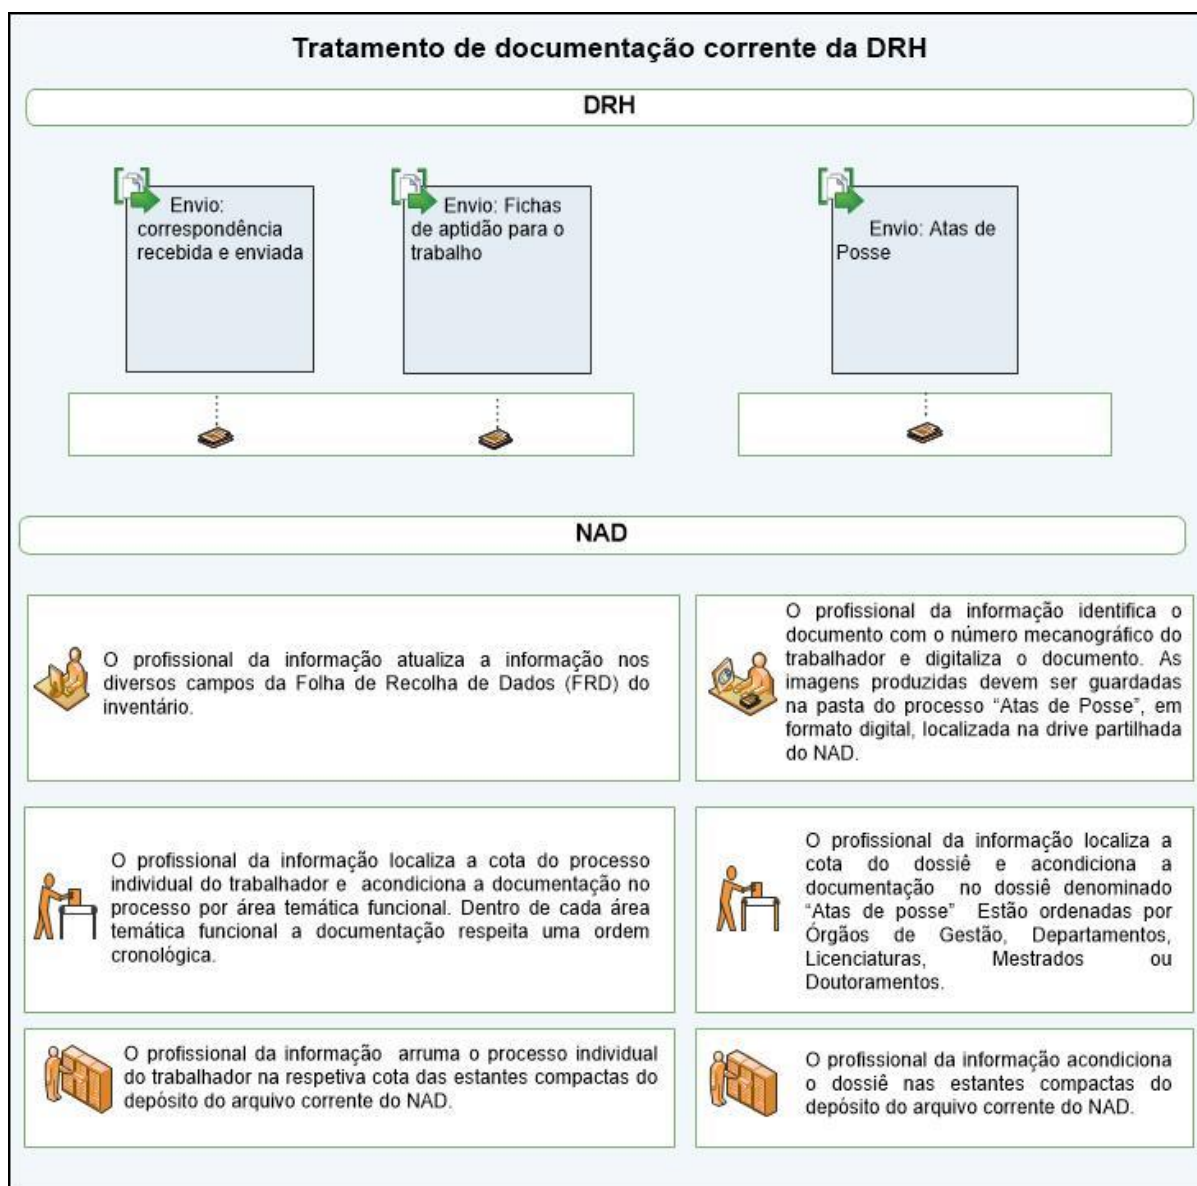 Tratamento de documentação corrente da DRH
DRH
Envio:
correspondência
recebida e enviada
Envio: Fichas
de aptidão para o
trabalho
Envio: Atas de
Posse
NAD
O profissional da informação atualiza a informação nos
diversos campos da Folha de Recolha de Dados (FRD) do
inventário.
O profissional da informação identifica o
documento com o número mecanográfico do
trabalhador e digitaliza o documento. As
imagens produzidas devem ser guardadas
na pasta do processo “Atas de Posse”, em
formato digital, localizada na drive partilhada
do NAD.
O profissional da informação localiza a cota do processo
individual do trabalhador e acondiciona a documentação no
processo por área temática funcional. Dentro de cada área
temática funcional a documentação respeita uma ordem
cronológica.
O profissional da informação localiza a
cota do dossiê e acondiciona a
documentação no dossiê denominado
“Atas de posse” Estão ordenadas por
Órgãos de Gestão, Departamentos,
Licenciaturas, Mestrados ou
Doutoramentos.
O profissional da informação arruma o processo individual
do trabalhador na respetiva cota das estantes compactas do
depósito do arquivo corrente do NAD.
O profissional da informação acondiciona
o dossiê nas estantes compactas do
depósito do arquivo corrente do NAD.